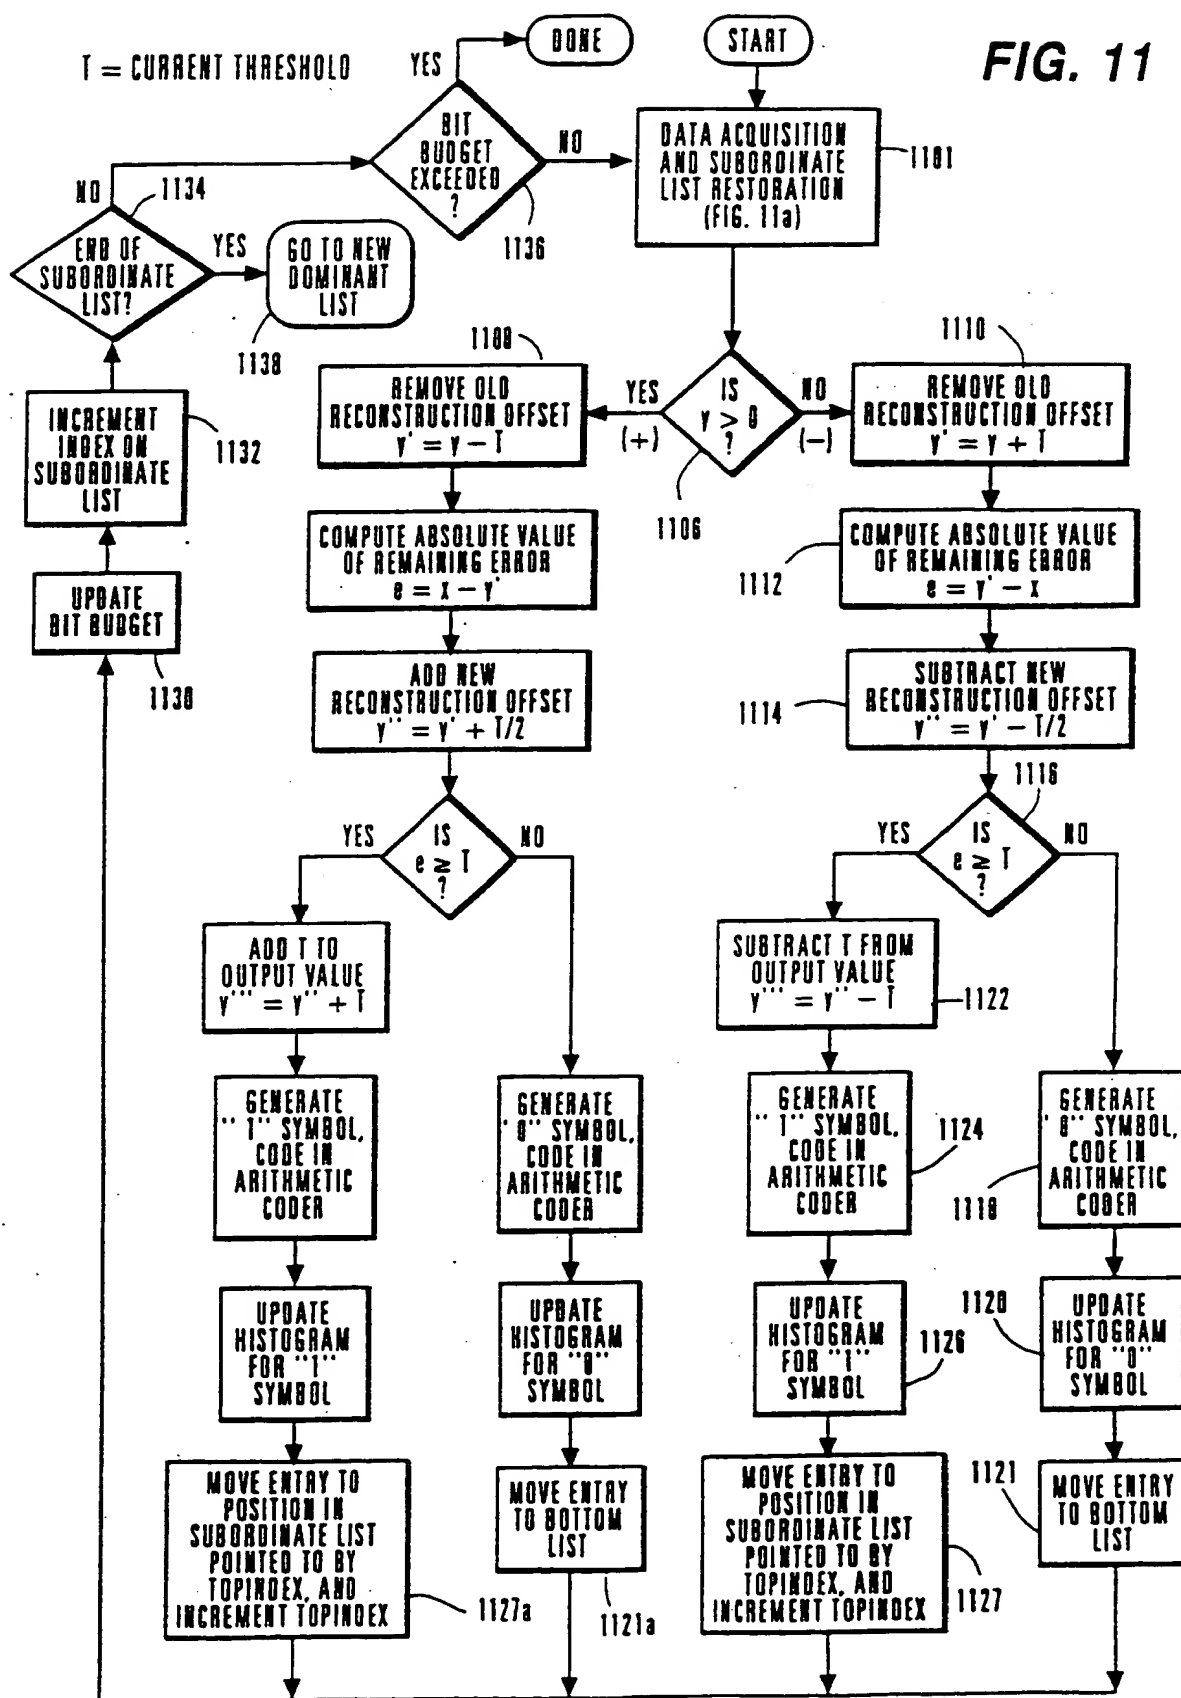 FIG. 11
T = CURRENT THRESHOLD
YES
DONE
START
BIT
BUDGET
EXCEEDED
?
NO
1136
DATA ACQUISITION
AND SUBORDINATE
LIST RESTORATION
(FIG. 11a)
1101
NO
1134
END OF
SUBORDINATE
LIST?
YES
GO TO NEW
DOMINANT
LIST
1138
INCREMENT
INDEX ON
SUBORDINATE
LIST
1132
UPDATE
BIT BUDGET
1130
IS
y > 0
?
YES
(+)
NO
(-)
1106
1108
REMOVE OLD
RECONSTRUCTION OFFSET
y' = y - T
COMPUTE ABSOLUTE VALUE
OF REMAINING ERROR
e = x - y'
ADD NEW
RECONSTRUCTION OFFSET
y'' = y' + T/2
YES
IS
e ≥ T
?
NO
ADD T TO
OUTPUT VALUE
y''' = y'' + T
GENERATE
"1" SYMBOL,
CODE IN
ARITHMETIC
CODER
UPDATE
HISTOGRAM
FOR "1"
SYMBOL
MOVE ENTRY TO
POSITION IN
SUBORDINATE LIST
POINTED TO BY
TOPINDEX, AND
INCREMENT TOPINDEX
1127a
GENERATE
'0" SYMBOL,
CODE IN
ARITHMETIC
CODER
UPDATE
HISTOGRAM
FOR "0"
SYMBOL
MOVE ENTRY
TO BOTTOM
LIST
1121a
1110
REMOVE OLD
RECONSTRUCTION OFFSET
y' = y + T
COMPUTE ABSOLUTE VALUE
OF REMAINING ERROR
e = y' - x
1112
SUBTRACT NEW
RECONSTRUCTION OFFSET
y'' = y' - T/2
1114
1116
YES
IS
e ≥ T
?
NO
SUBTRACT T FROM
OUTPUT VALUE
y''' = y'' - T
1122
GENERATE
"1" SYMBOL,
CODE IN
ARITHMETIC
CODER
1124
UPDATE
HISTOGRAM
FOR "1"
SYMBOL
1126
MOVE ENTRY TO
POSITION IN
SUBORDINATE LIST
POINTED TO BY
TOPINDEX, AND
INCREMENT TOPINDEX
1127
GENERATE
'0" SYMBOL,
CODE IN
ARITHMETIC
CODER
1118
UPDATE
HISTOGRAM
FOR "0"
SYMBOL
1120
MOVE ENTRY
TO BOTTOM
LIST
1121